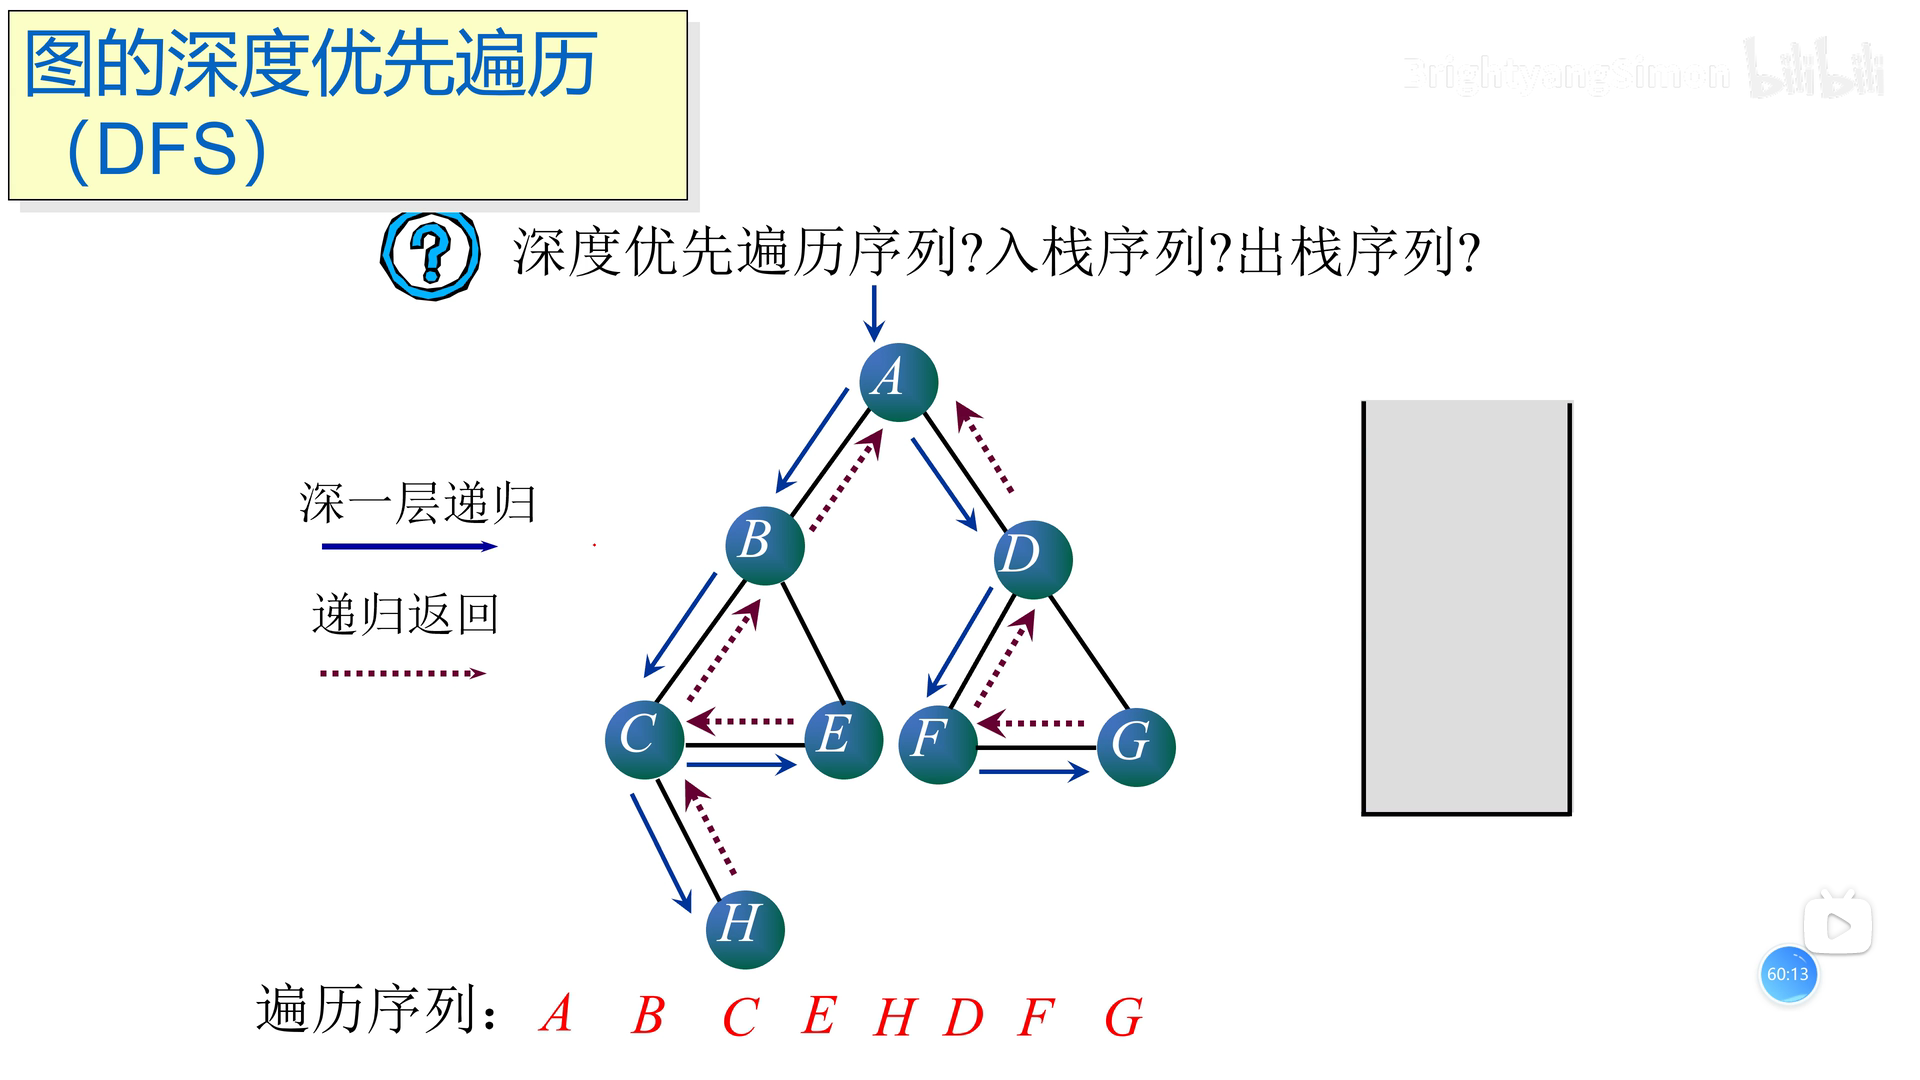 图的深度优先遍历
（DFS）
BrightyangSimon bilibili
?
深度优先遍历序列?入栈序列?出栈序列?
A
深一层递归
B
D
递归返回
C
E
F
G
H
60:13
遍历序列：A B C E H D F G